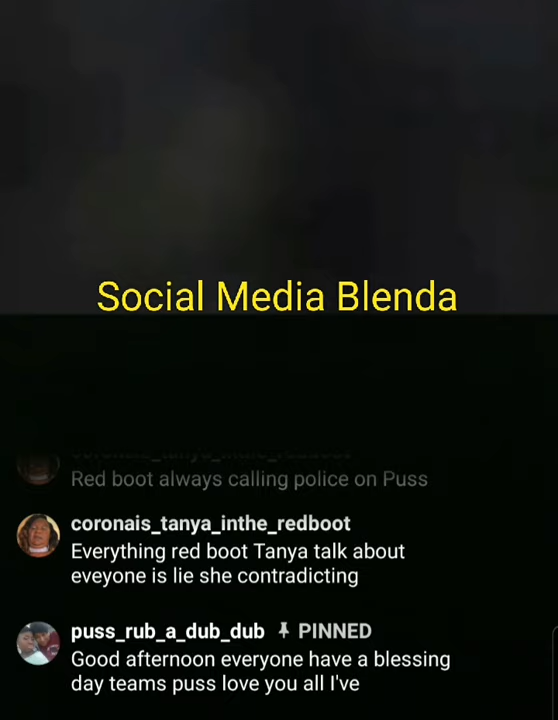 Social Media Blenda
Red boot always calling police on Puss
coronais_tanya_inthe_redboot
Everything red boot Tanya talk about
eveyone is lie she contradicting
puss_rub_a_dub_dub PINNED
Good afternoon everyone have a blessing
day teams puss love you all I've